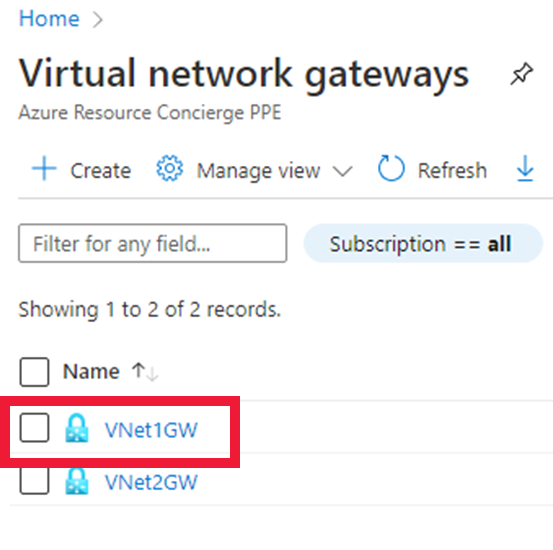 Home
Virtual network gateways
Azure Resource Concierge PPE
Create Manage view Refresh
Filter for any field... Subscription == all
Showing 1 to 2 of 2 records.
Name
VNet1GW
VNet2GW